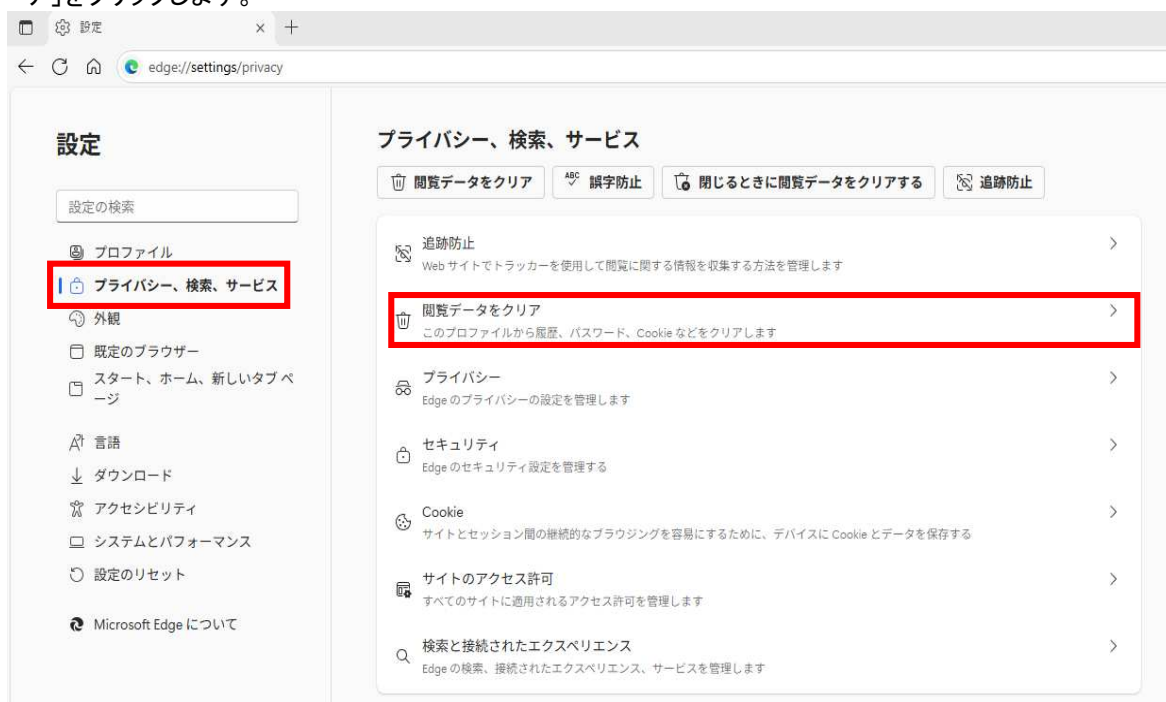 ア」をクリックします。
設定
edge://settings/privacy
設定
設定の検索
プロファイル
プライバシー、検索、サービス
外観
既定のブラウザー
スタート、ホーム、新しいタブ ペ
ージ
言語
ダウンロード
アクセシビリティ
システムとパフォーマンス
設定のリセット
Microsoft Edge について
プライバシー、検索、サービス
閲覧データをクリア
ABC 誤字防止
閉じるときに閲覧データをクリアする
追跡防止
追跡防止
Web サイトでトラッカーを使用して閲覧に関する情報を収集する方法を管理します
閲覧データをクリア
このプロファイルから履歴、パスワード、Cookie などをクリアします
プライバシー
Edge のプライバシーの設定を管理します
セキュリティ
Edge のセキュリティ設定を管理する
Cookie
サイトとセッション間の継続的なブラウジングを容易にするために、デバイスに Cookie とデータを保存する
サイトのアクセス許可
すべてのサイトに適用されるアクセス許可を管理します
検索と接続されたエクスペリエンス
Edge の検索、接続されたエクスペリエンス、サービスを管理します